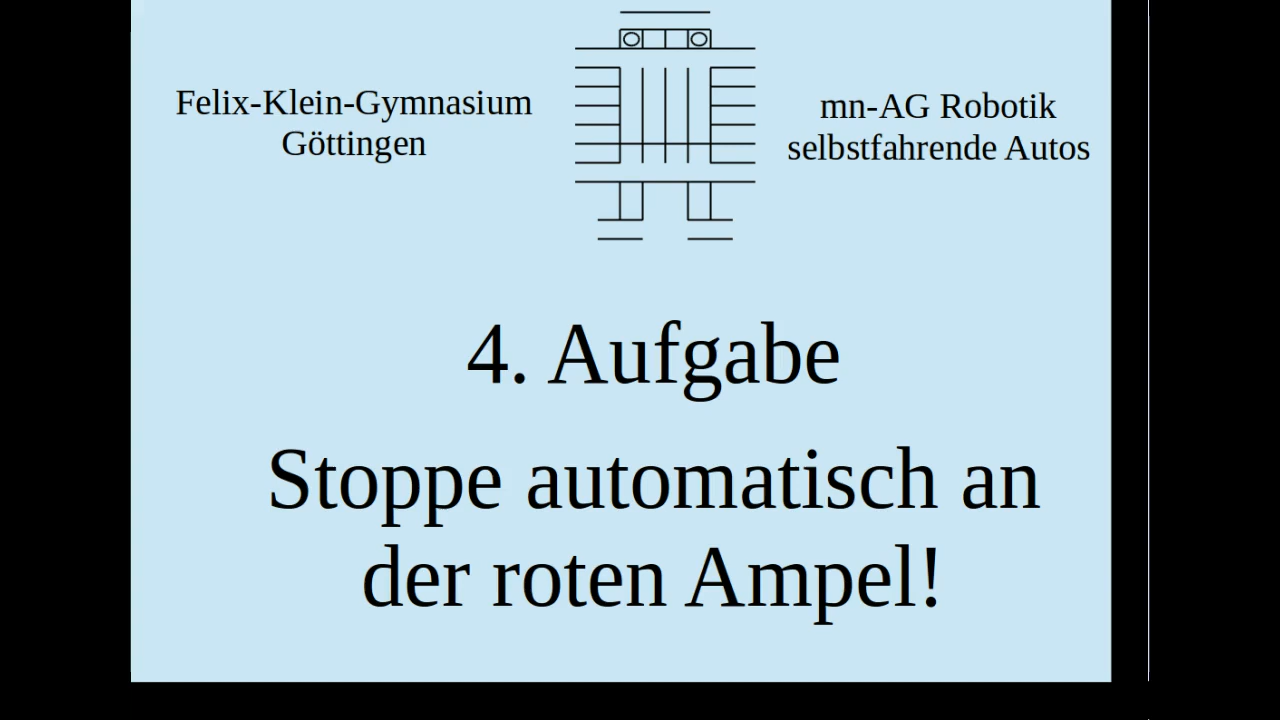 Felix-Klein-Gymnasium
Göttingen
mn-AG Robotik
selbstfahrende Autos
4. Aufgabe
Stoppe automatisch an
der roten Ampel!